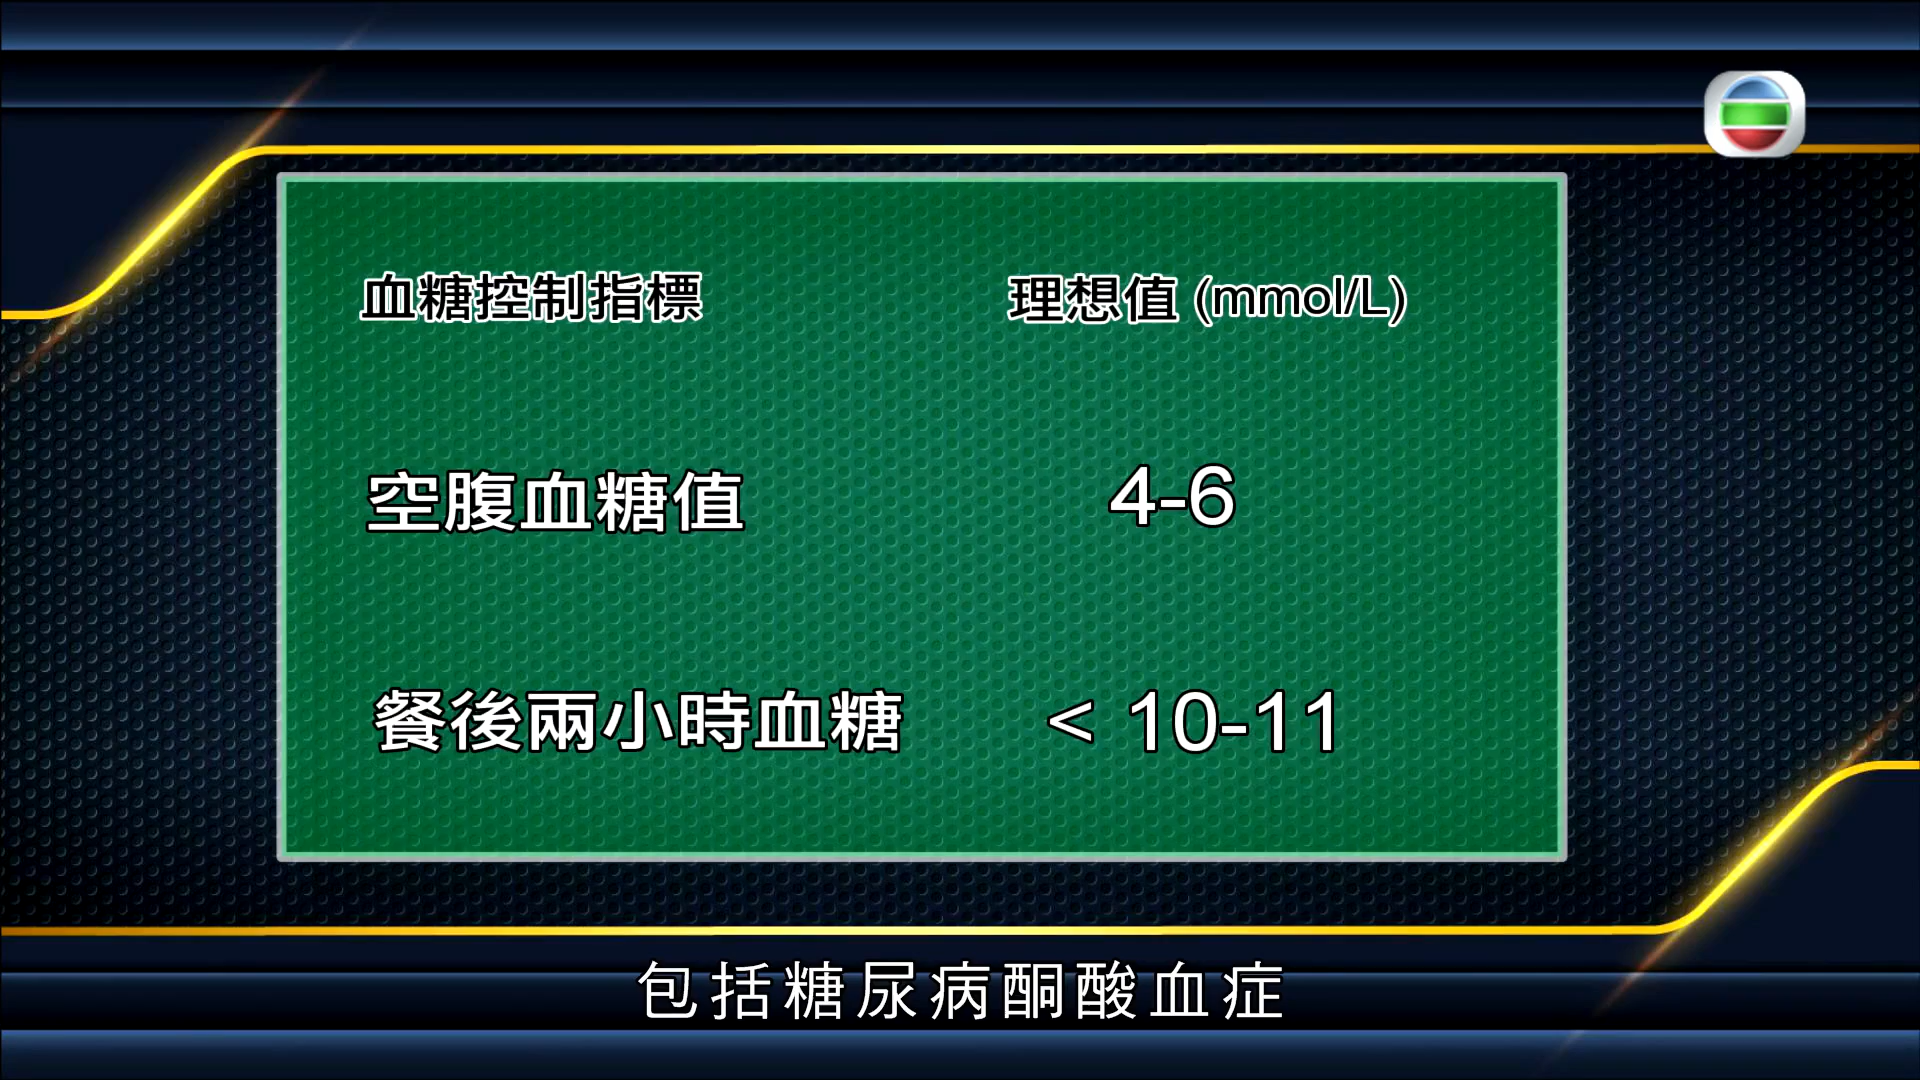 血糖控制指標 理想值 (mmol/L)
空腹血糖值 4-6
餐後兩小時血糖 < 10-11
包括糖尿病酮酸血症